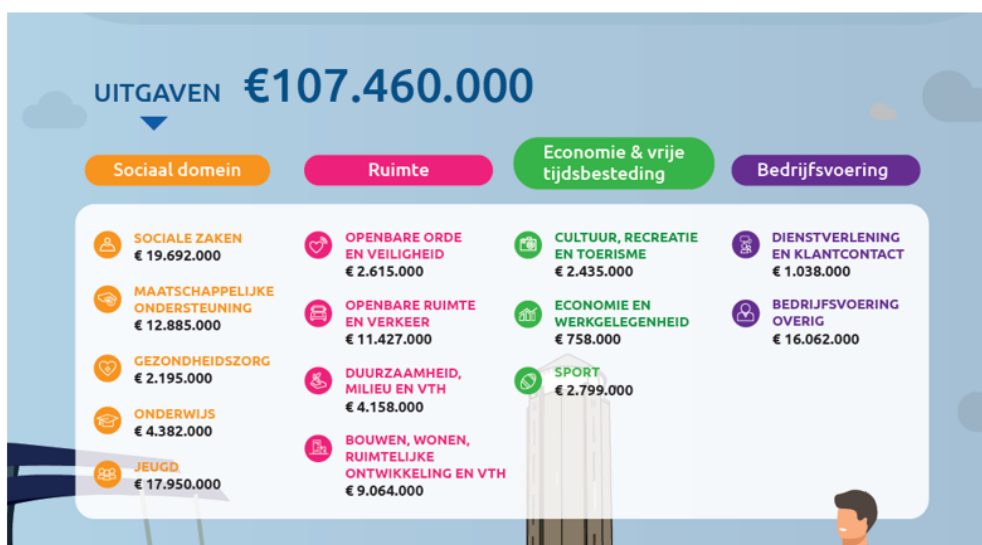 UITGAVEN €107.460.000
Sociaal domein
SOCIALE ZAKEN
€ 19.692.000
MAATSCHAPPELIJKE
ONDERSTEUNING
€ 12.885.000
GEZONDHEIDSZORG
€ 2.195.000
ONDERWIJS
€ 4.382.000
JEUGD
€ 17.950.000
Ruimte
OPENBARE ORDE
EN VEILIGHEID
€ 2.615.000
OPENBARE RUIMTE
EN VERKEER
€ 11.427.000
DUURZAAMHEID,
MILIEU EN VTH
€ 4.158.000
BOUWEN, WONEN,
RUIMTELIJKE
ONTWIKKELING EN VTH
€ 9.064.000
Economie & vrije
tijdsbesteding
CULTUUR, RECREATIE
EN TOERISME
€ 2.435.000
ECONOMIE EN
WERKGELEGENHEID
€ 758.000
SPORT
€ 2.799.000
Bedrijfsvoering
DIENSTVERLENING
EN KLANTCONTACT
€ 1.038.000
BEDRIJFSVOERING
OVERIG
€ 16.062.000